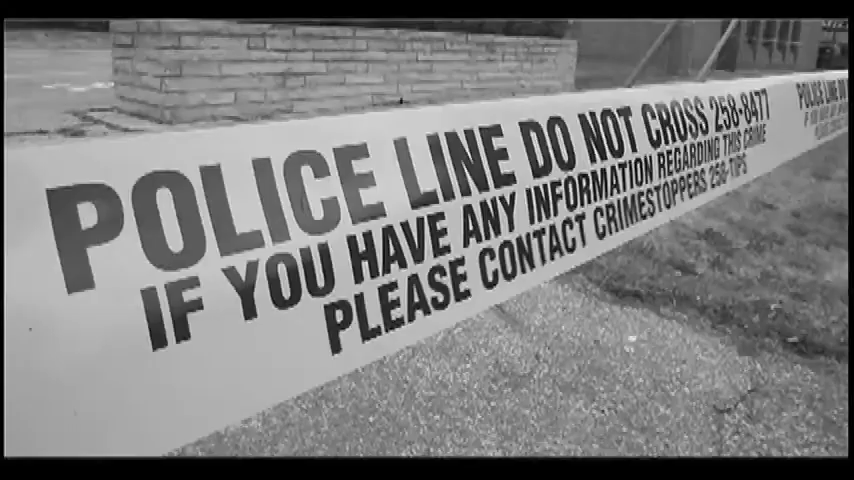 POLICE LINE DO NOT CROSS 258-8477
IF YOU HAVE ANY INFORMATION REGARDING THIS CRIME
PLEASE CONTACT CRIMESTOPPERS 258-TIPS
POLICE LINE DO